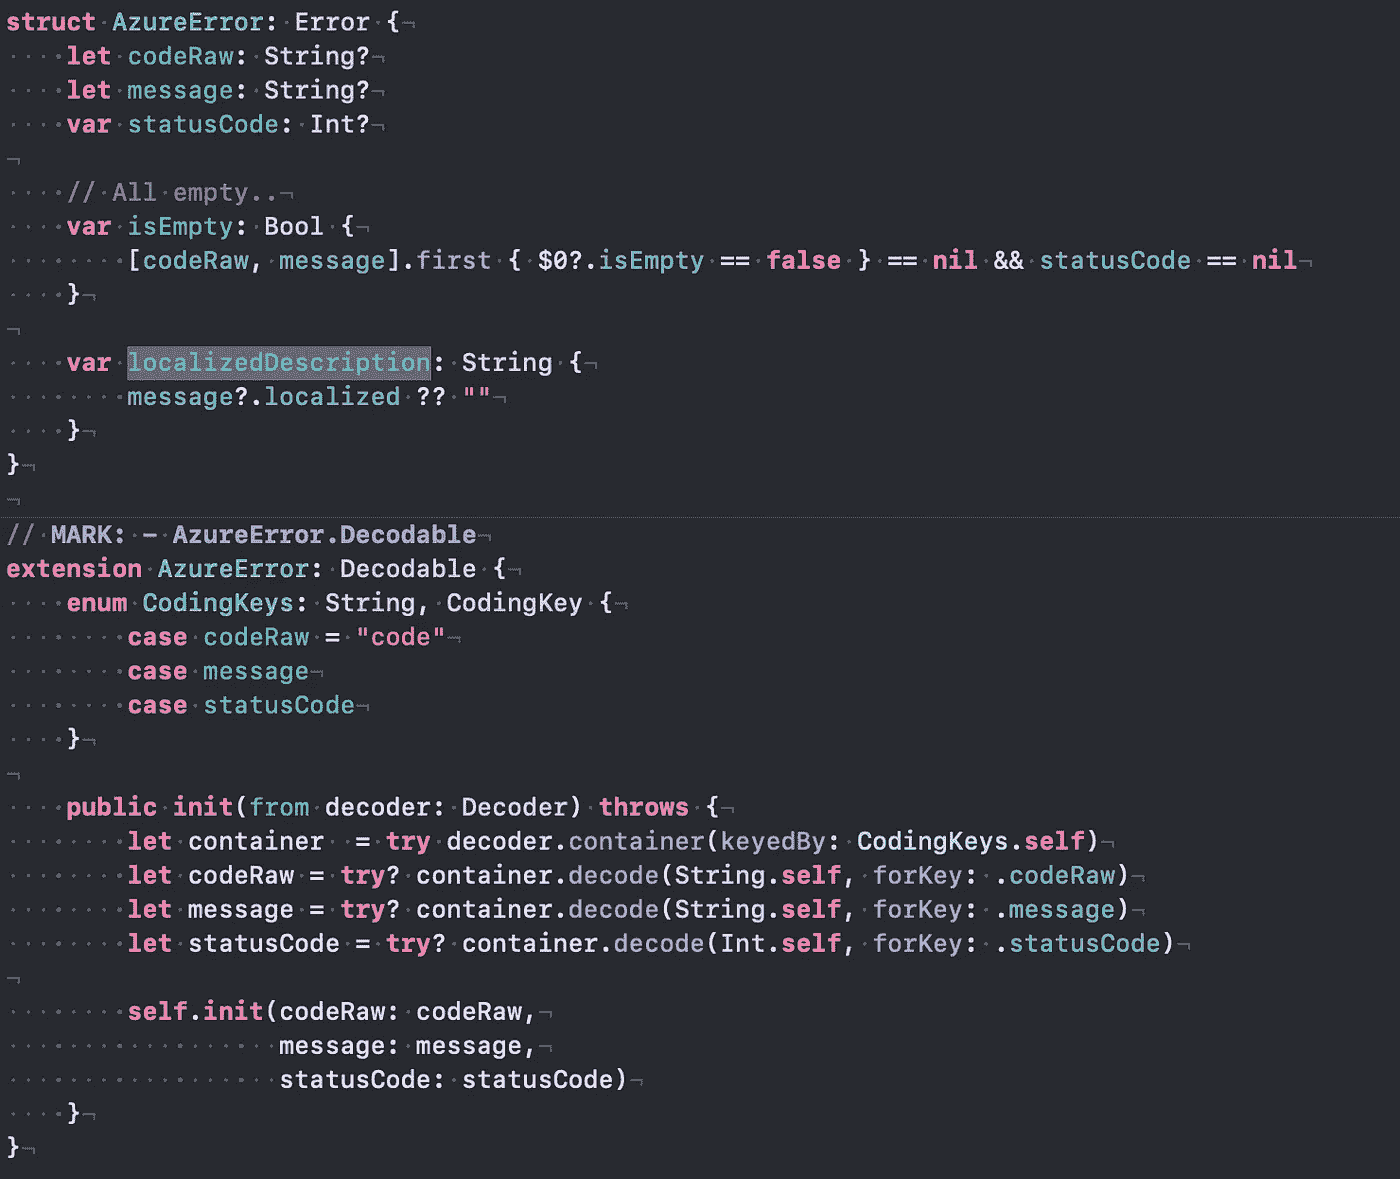 struct AzureError: Error {
    let codeRaw: String?
    let message: String?
    var statusCode: Int?

    // All empty..
    var isEmpty: Bool {
        [codeRaw, message].first { $0?.isEmpty == false } == nil && statusCode == nil
    }

    var localizedDescription: String {
        message?.localized ?? ""
    }
}

// MARK: - AzureError.Decodable
extension AzureError: Decodable {
    enum CodingKeys: String, CodingKey {
        case codeRaw = "code"
        case message
        case statusCode
    }

    public init(from decoder: Decoder) throws {
        let container  = try decoder.container(keyedBy: CodingKeys.self)
        let codeRaw = try? container.decode(String.self, forKey: .codeRaw)
        let message = try? container.decode(String.self, forKey: .message)
        let statusCode = try? container.decode(Int.self, forKey: .statusCode)

        self.init(codeRaw: codeRaw,
                  message: message,
                  statusCode: statusCode)
    }
}